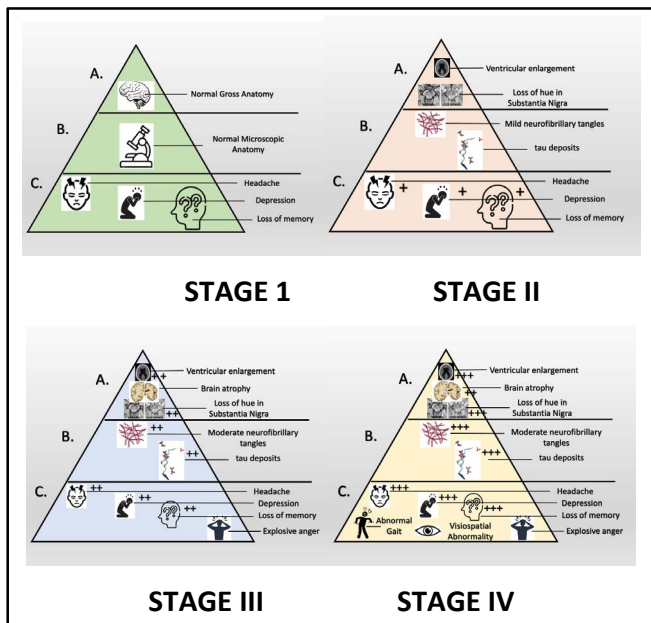 A.
Normal Gross Anatomy
B.
Normal Microscopic
Anatomy
C.
Headache
Depression
Loss of memory
STAGE 1
A.
Ventricular enlargement
Loss of hue in
Substantia Nigra
B.
Mild neurofibrillary tangles
tau deposits
C.
Headache
+ + +
Depression
Loss of memory
STAGE II
A.
Ventricular enlargement
++
Brain atrophy
Loss of hue in
Substantia Nigra
++
B.
++
Moderate neurofibrillary
tangles
++
tau deposits
C.
++
Headache
++
Depression
++
Loss of memory
Explosive anger
STAGE III
A.
Ventricular enlargement
+++
Brain atrophy
++
Loss of hue in
Substantia Nigra
+++
B.
+++
Moderate neurofibrillary
tangles
+++
tau deposits
C.
+++
Headache
+++
Depression
+++
Loss of memory
Abnormal
Gait
Visiospatial
Abnormality
Explosive anger
STAGE IV